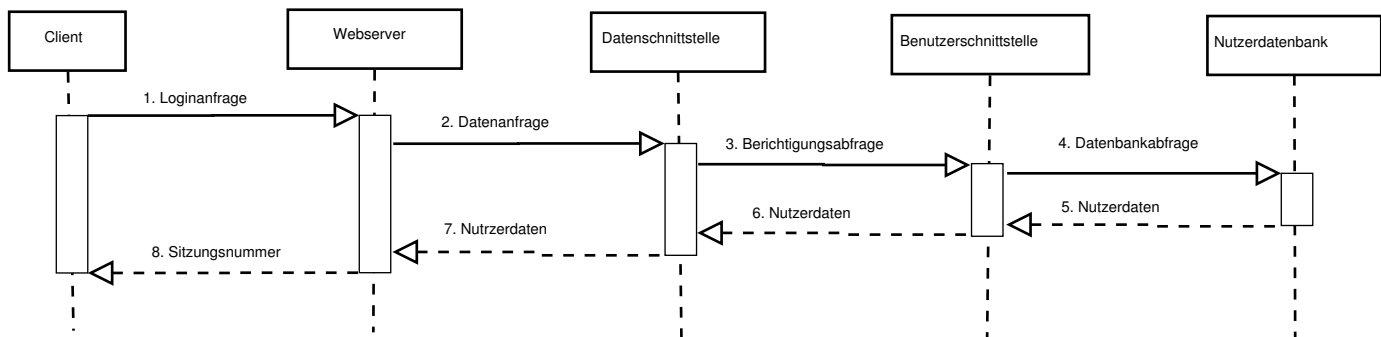 Client
Webserver
Datenschnittstelle
Benutzerschnittstelle
Nutzerdatenbank
1. Loginanfrage
2. Datenanfrage
3. Berichtigungsabfrage
4. Datenbankabfrage
5. Nutzerdaten
6. Nutzerdaten
7. Nutrzerdaten
8. Sitzungsnummer